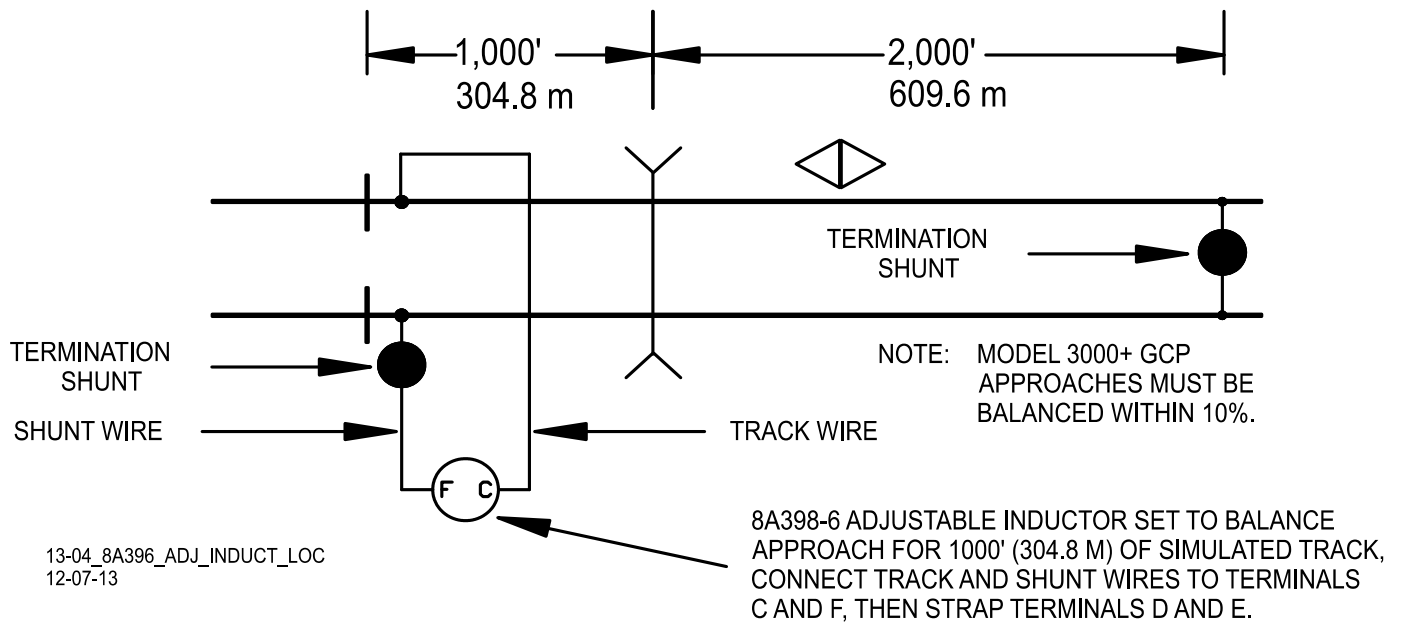 1,000'
304.8 m
2,000'
609.6 m
TERMINATION
SHUNT
TERMINATION
SHUNT
NOTE: MODEL 3000+ GCP
APPROACHES MUST BE
BALANCED WITHIN 10%.
SHUNT WIRE
TRACK WIRE
F C
8A398-6 ADJUSTABLE INDUCTOR SET TO BALANCE
APPROACH FOR 1000' (304.8 M) OF SIMULATED TRACK,
CONNECT TRACK AND SHUNT WIRES TO TERMINALS
C AND F, THEN STRAP TERMINALS D AND E.
13-04_8A396_ADJ_INDUCT_LOC
12-07-13